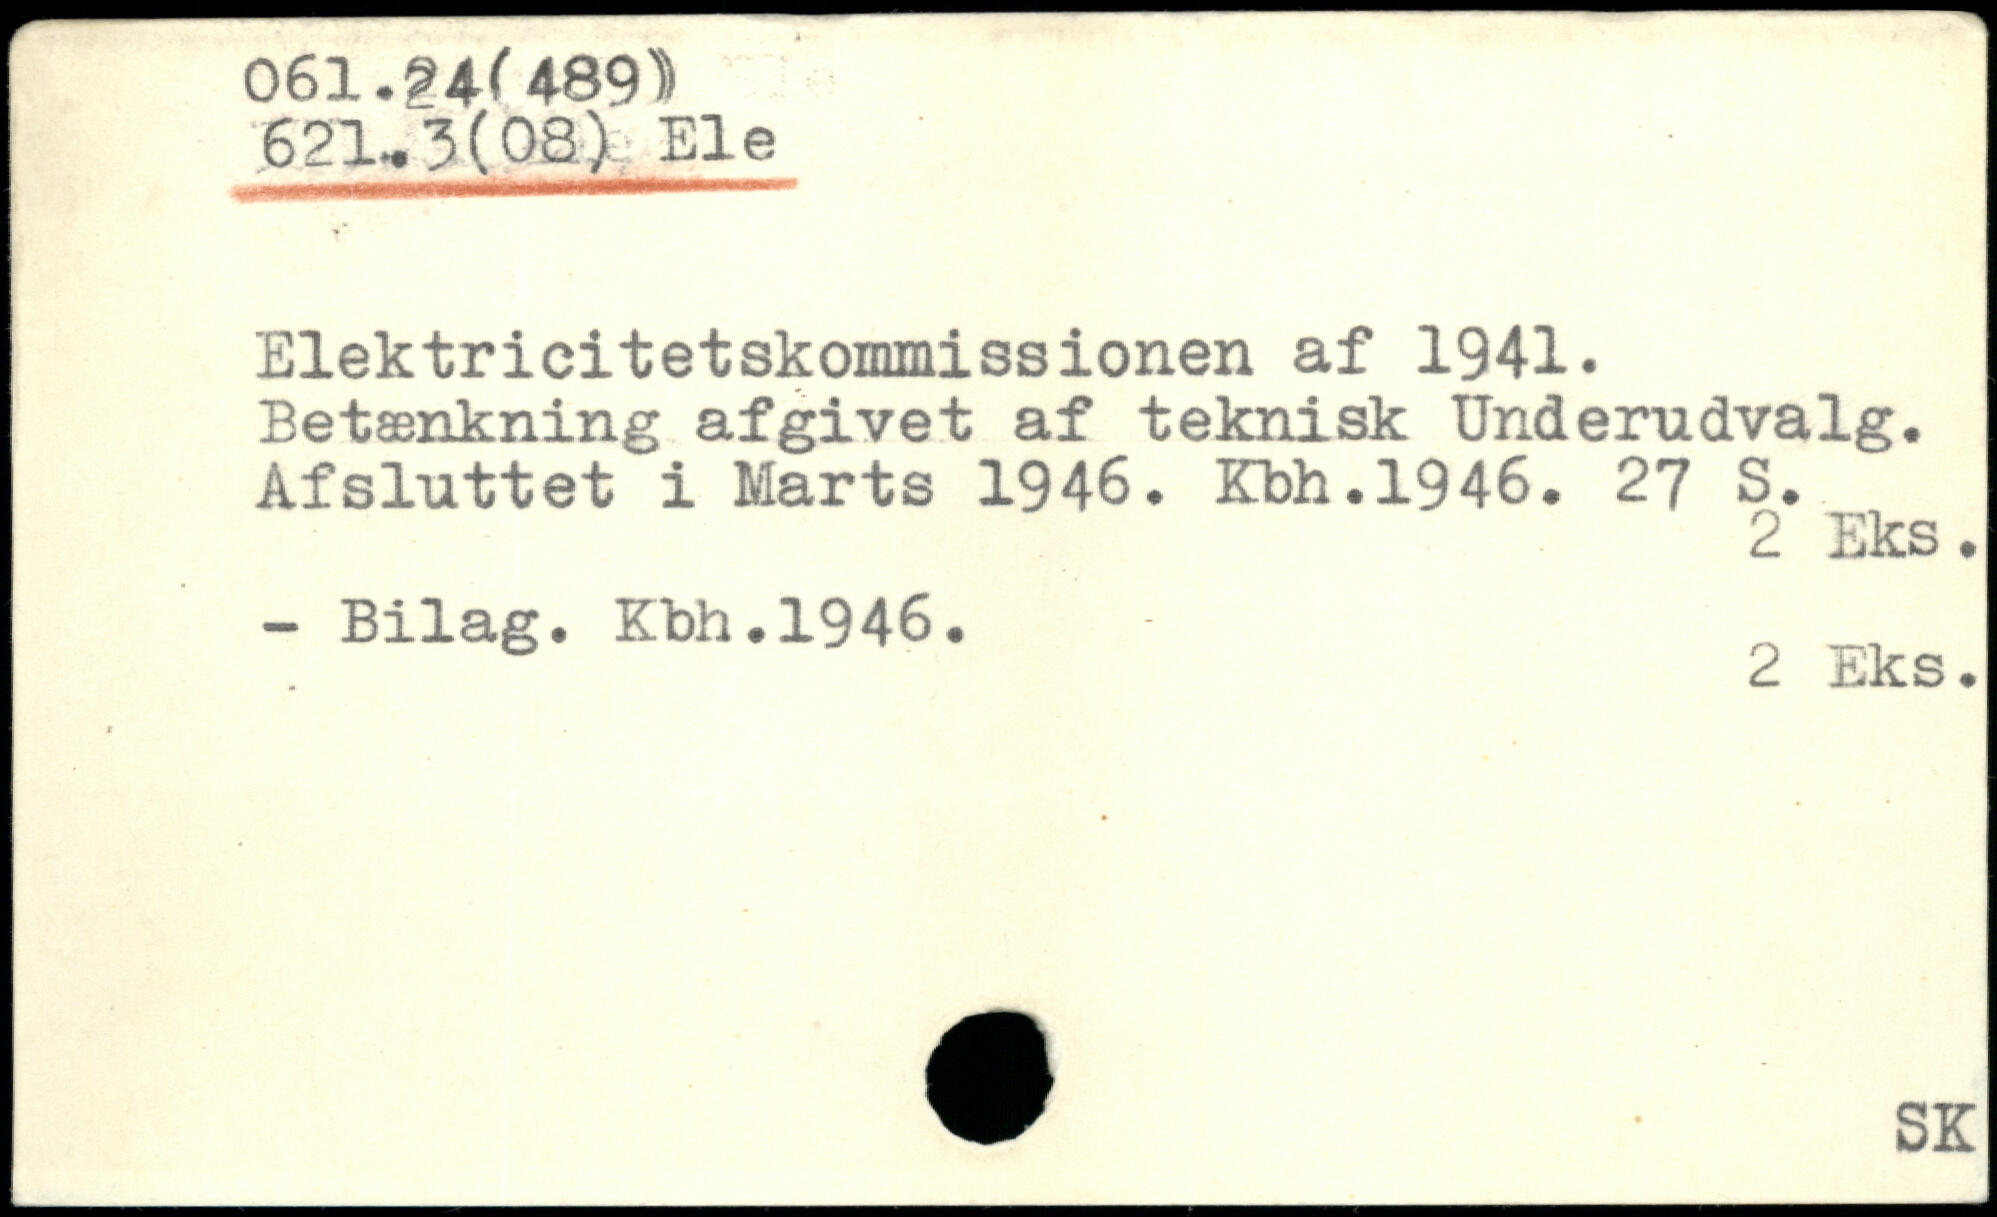 061.24(489)
621.3(08) Ele
Elektricitetskommissionen af 1941.
Betænkning afgivet af teknisk Underudvalg.
Afsluttet i Marts 1946. Kbh.1946. 27 S.
2 Eks.
- Bilag. Kbh.1946.
2 Eks.
SK